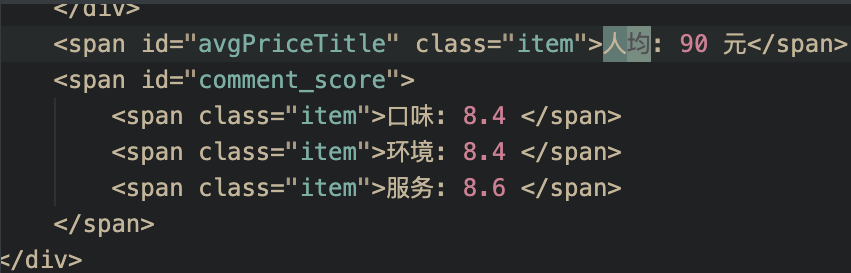 </div>
<span id="avgPriceTitle" class="item">人均: 90 元</span>
<span id="comment_score">
<span class="item">口味: 8.4 </span>
<span class="item">环境: 8.4 </span>
<span class="item">服务: 8.6 </span>
</span>
</div>